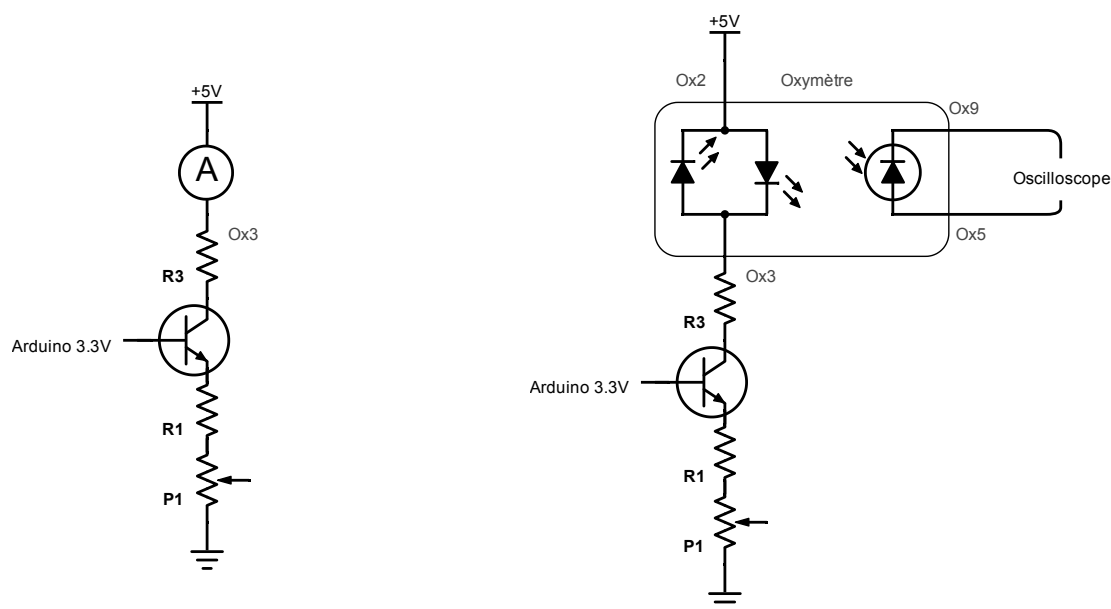 +5V
A
Ox3
R3
Arduino 3.3V
R1
P1
+5V
Ox2
Oxymètre
Ox9
Oscilloscope
Ox5
Ox3
R3
Arduino 3.3V
R1
P1